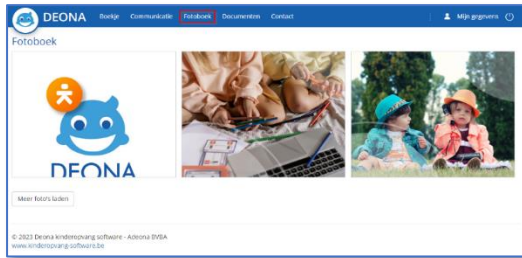 DEONA Boekje Communicatie Fotoboek Documenten Contact Mijn gegevens
Fotoboek
DEONA
Meer foto's laden
© 2023 Deona kinderopvang software - Adeona BVBA
www.kinderopvang-software.be